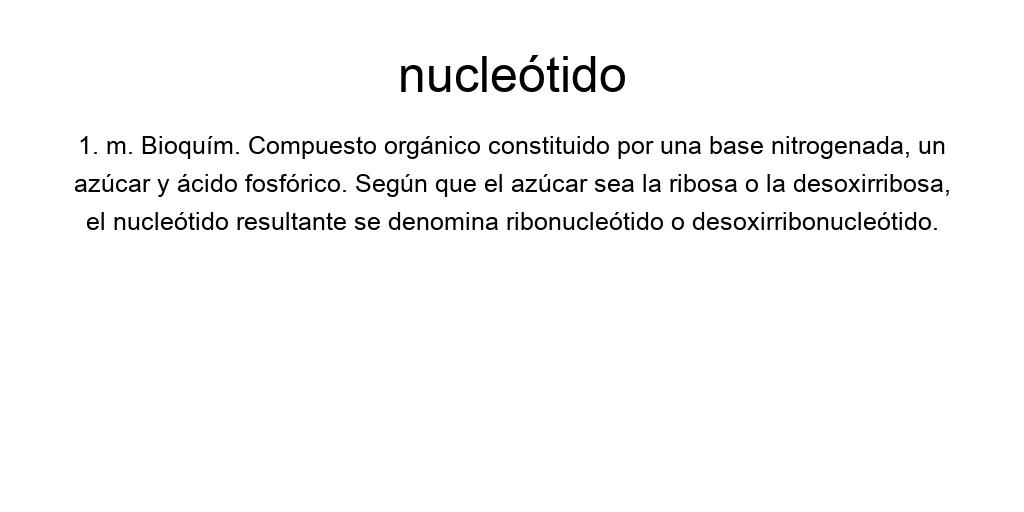 nucleótido
1. m. Bioquím. Compuesto orgánico constituido por una base nitrogenada, un
azúcar y ácido fosfórico. Según que el azúcar sea la ribosa o la desoxirribosa,
el nucleótido resultante se denomina ribonucleótido o desoxirribonucleótido.